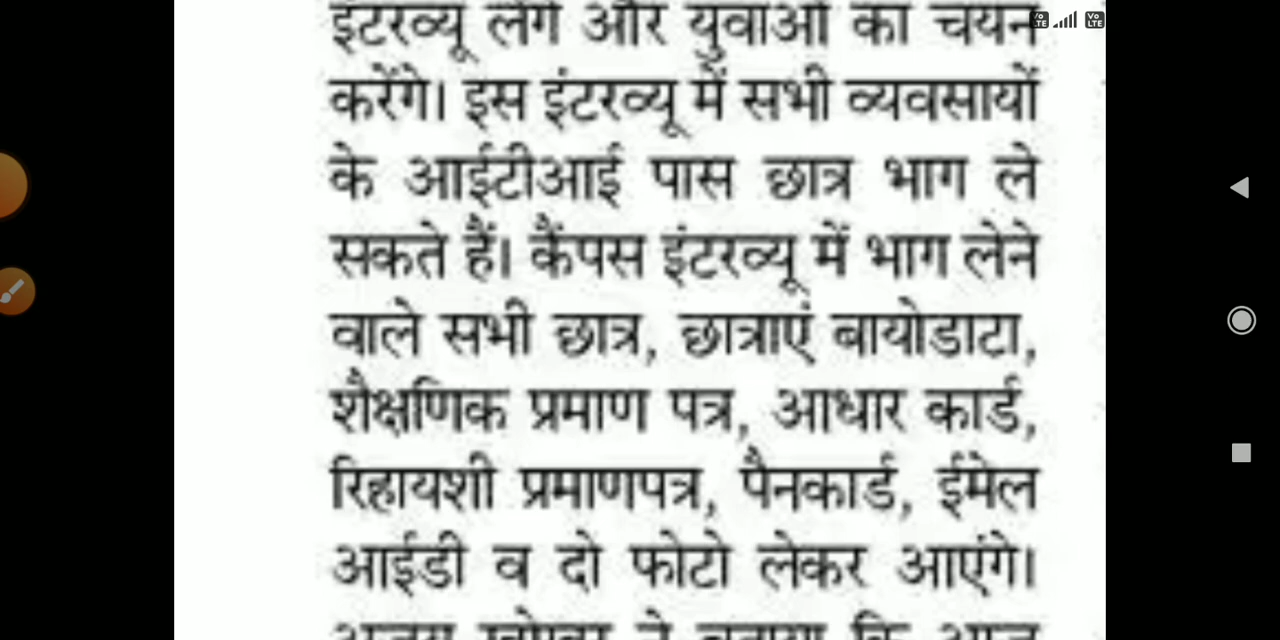 इंटरव्यू लेंगे और युवाओं का चयन
करेंगे। इस इंटरव्यू में सभी व्यवसायों
के आईटीआई पास छात्र भाग ले
सकते हैं। कैंपस इंटरव्यू में भाग लेने
वाले सभी छात्र, छात्राएं बायोडाटा,
शैक्षणिक प्रमाण पत्र, आधार कार्ड,
रिहायशी प्रमाणपत्र, पैनकार्ड, ईमेल
आईडी व दो फोटो लेकर आएंगे।